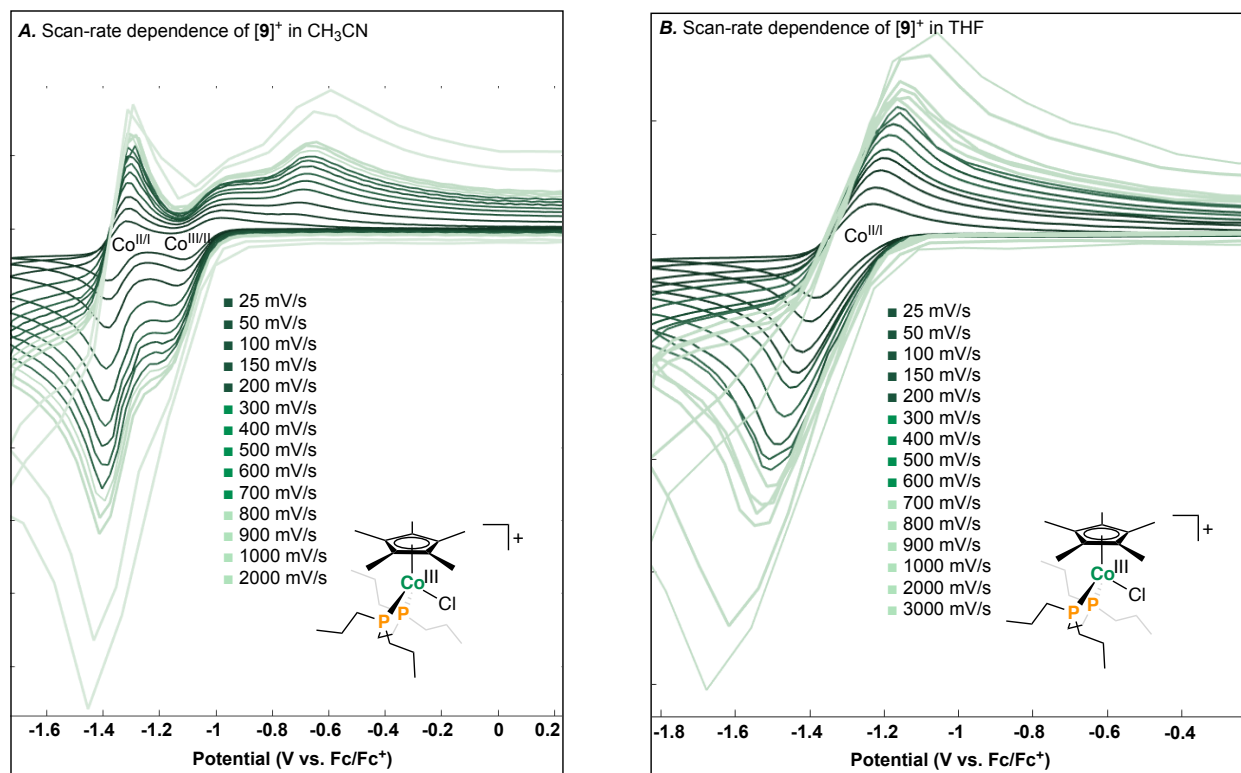 A. Scan-rate dependence of [9]⁺ in CH₃CN
Coᴵᴵ/ᴵ
Coᴵᴵᴵ/ᴵᴵ
25 mV/s
50 mV/s
100 mV/s
150 mV/s
200 mV/s
300 mV/s
400 mV/s
500 mV/s
600 mV/s
700 mV/s
800 mV/s
900 mV/s
1000 mV/s
2000 mV/s
+
Coᴵᴵᴵ
Cl
P
P
-1.6 -1.4 -1.2 -1 -0.8 -0.6 -0.4 -0.2 0 0.2
Potential (V vs. Fc/Fc⁺)
B. Scan-rate dependence of [9]⁺ in THF
Coᴵᴵ/ᴵ
25 mV/s
50 mV/s
100 mV/s
150 mV/s
200 mV/s
300 mV/s
400 mV/s
500 mV/s
600 mV/s
700 mV/s
800 mV/s
900 mV/s
1000 mV/s
2000 mV/s
3000 mV/s
+
Coᴵᴵᴵ
Cl
P
P
-1.8 -1.6 -1.4 -1.2 -1 -0.8 -0.6 -0.4
Potential (V vs. Fc/Fc⁺)